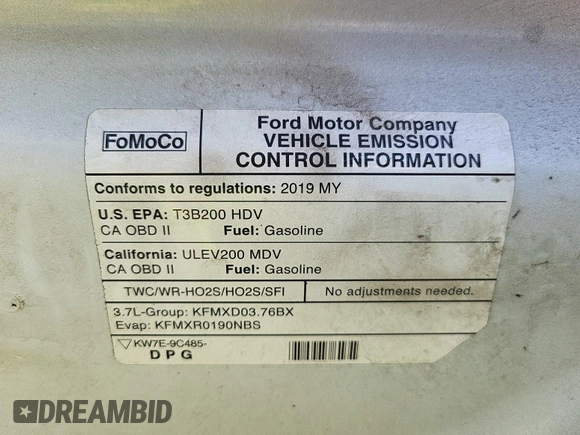 FoMoCo
Ford Motor Company
VEHICLE EMISSION
CONTROL INFORMATION
Conforms to regulations: 2019 MY
U.S. EPA: T3B200 HDV
CA OBD II Fuel: Gasoline
California: ULEV200 MDV
CA OBD II Fuel: Gasoline
TWC/WR-HO2S/HO2S/SFI No adjustments needed.
3.7L-Group: KFMXD03.76BX
Evap: KFMXR0190NBS
KW7E-9C485-
DPG
DREAMBID